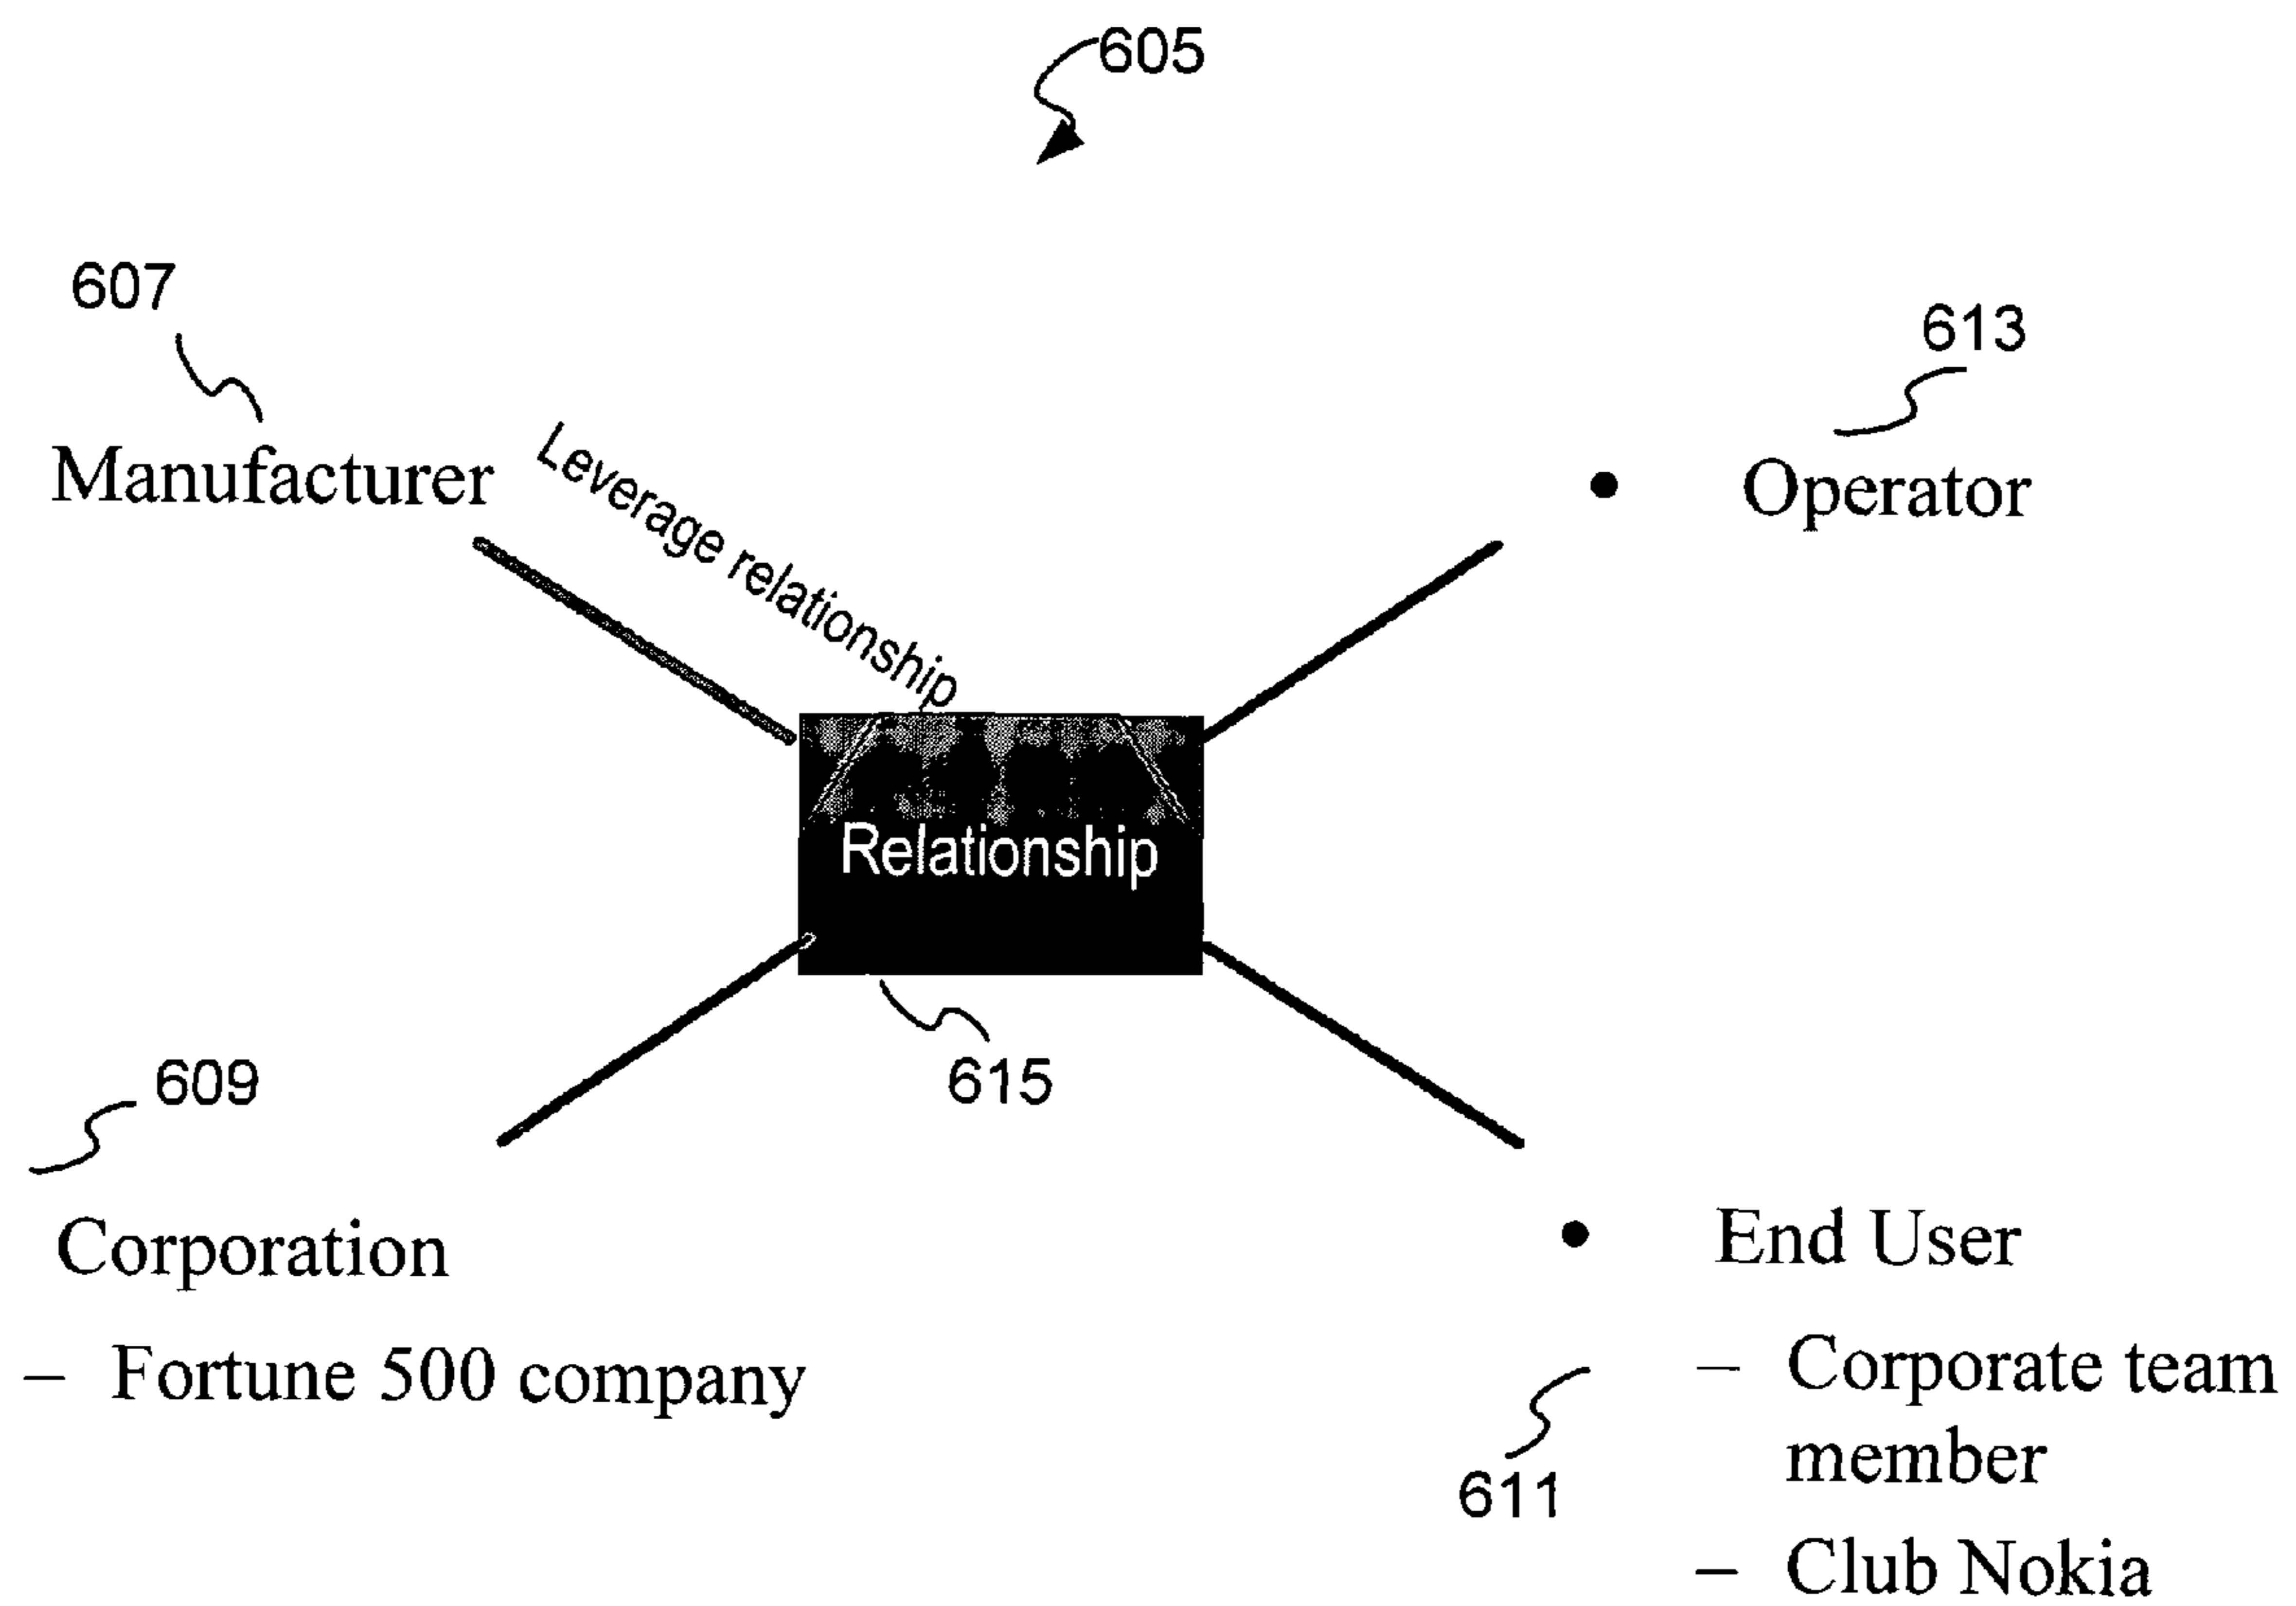 605
607
613
Manufacturer
Leverage relationship
• Operator
Relationship
615
609
Corporation
– Fortune 500 company
• End User
– Corporate team
member
611
– Club Nokia